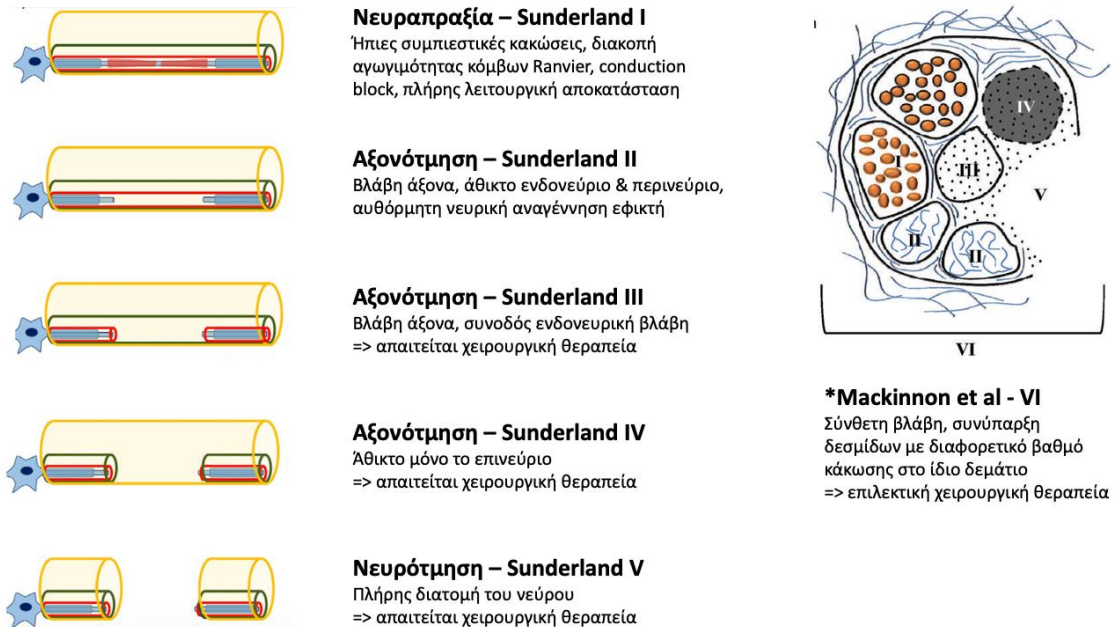 Νευραπραξία – Sunderland I
Ήπιες συμπιεστικές κακώσεις, διακοπή
αγωγιμότητας κόμβων Ranvier, conduction
block, πλήρης λειτουργική αποκατάσταση
Αξονότμηση – Sunderland II
Βλάβη άξονα, άθικτο ενδονεύριο & περινεύριο,
αυθόρμητη νευρική αναγέννηση εφικτή
Αξονότμηση – Sunderland III
Βλάβη άξονα, συνοδός ενδονευρική βλάβη
=> απαιτείται χειρουργική θεραπεία
Αξονότμηση – Sunderland IV
Άθικτο μόνο το επινεύριο
=> απαιτείται χειρουργική θεραπεία
Νευρότμηση – Sunderland V
Πλήρης διατομή του νεύρου
=> απαιτείται χειρουργική θεραπεία
IV
I
III
V
II
II
VI
*Mackinnon et al - VI
Σύνθετη βλάβη, συνύπαρξη
δεσμίδων με διαφορετικό βαθμό
κάκωσης στο ίδιο δεμάτιο
=> επιλεκτική χειρουργική θεραπεία